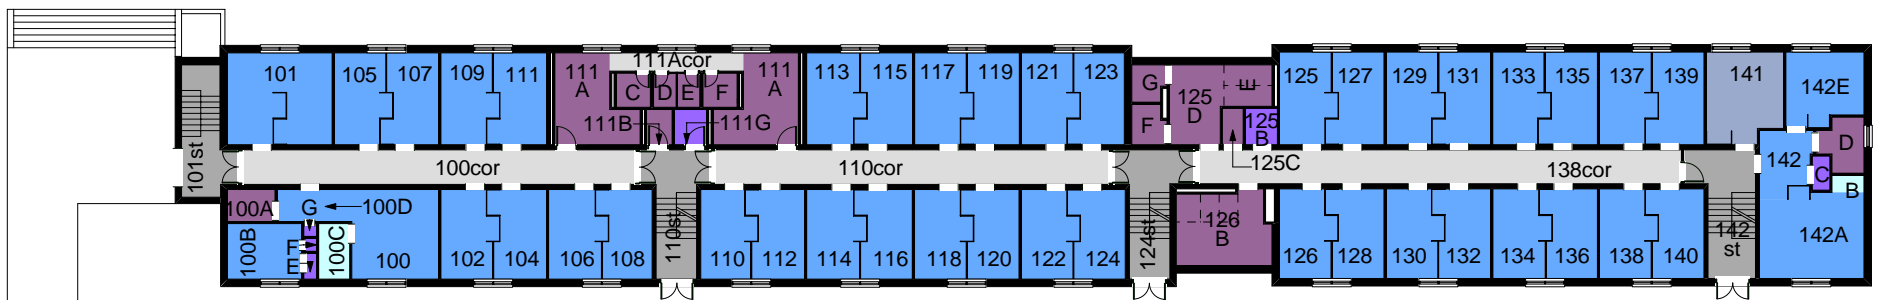 101
105
107
109
111
111Acor
111
A
C
D
E
F
111
A
113
115
117
119
121
123
G
125
D
E
F
125
B
125
127
129
131
133
135
137
139
141
142E
111B
111G
101st
100cor
110cor
125C
138cor
142
D
C
B
100A
G
100D
100B
F
E
100C
100
102
104
106
108
110st
110
112
114
116
118
120
122
124
124st
126
B
126
128
130
132
134
136
138
140
142
st
142A